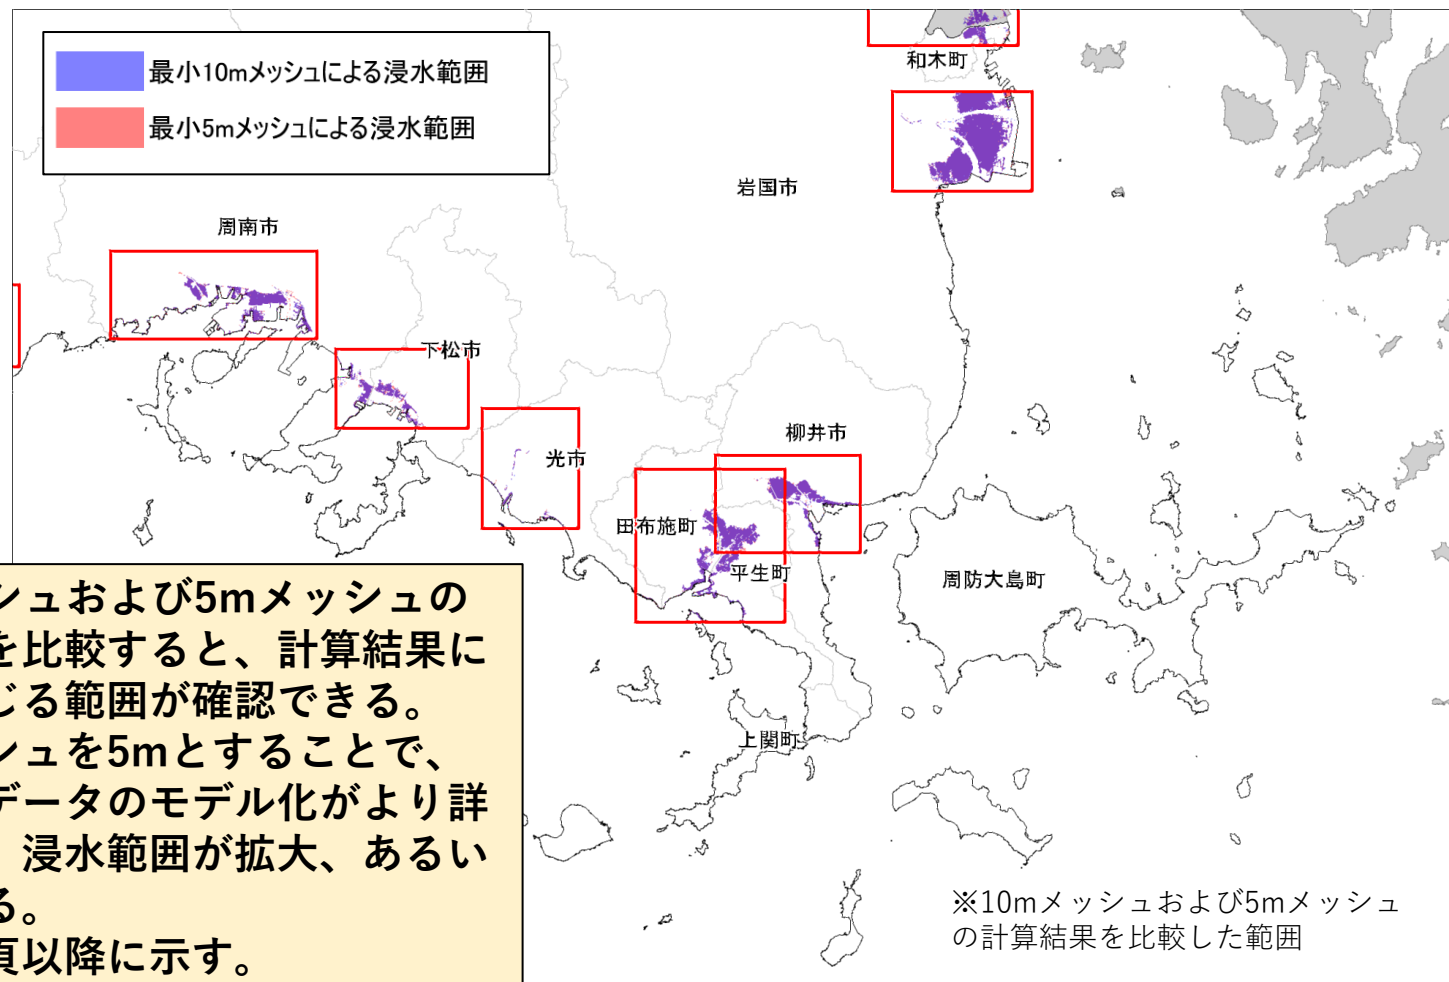 最小10mメッシュによる浸水範囲
最小5mメッシュによる浸水範囲
和木町
岩国市
周南市
下松市
光市
柳井市
田布施町
平生町
周防大島町
上関町
シュおよび5mメッシュの
を比較すると、計算結果に
じる範囲が確認できる。
シュを5mとすることで、
データのモデル化がより詳
浸水範囲が拡大、あるい
る。
頁以降に示す。
※10mメッシュおよび5mメッシュ
の計算結果を比較した範囲